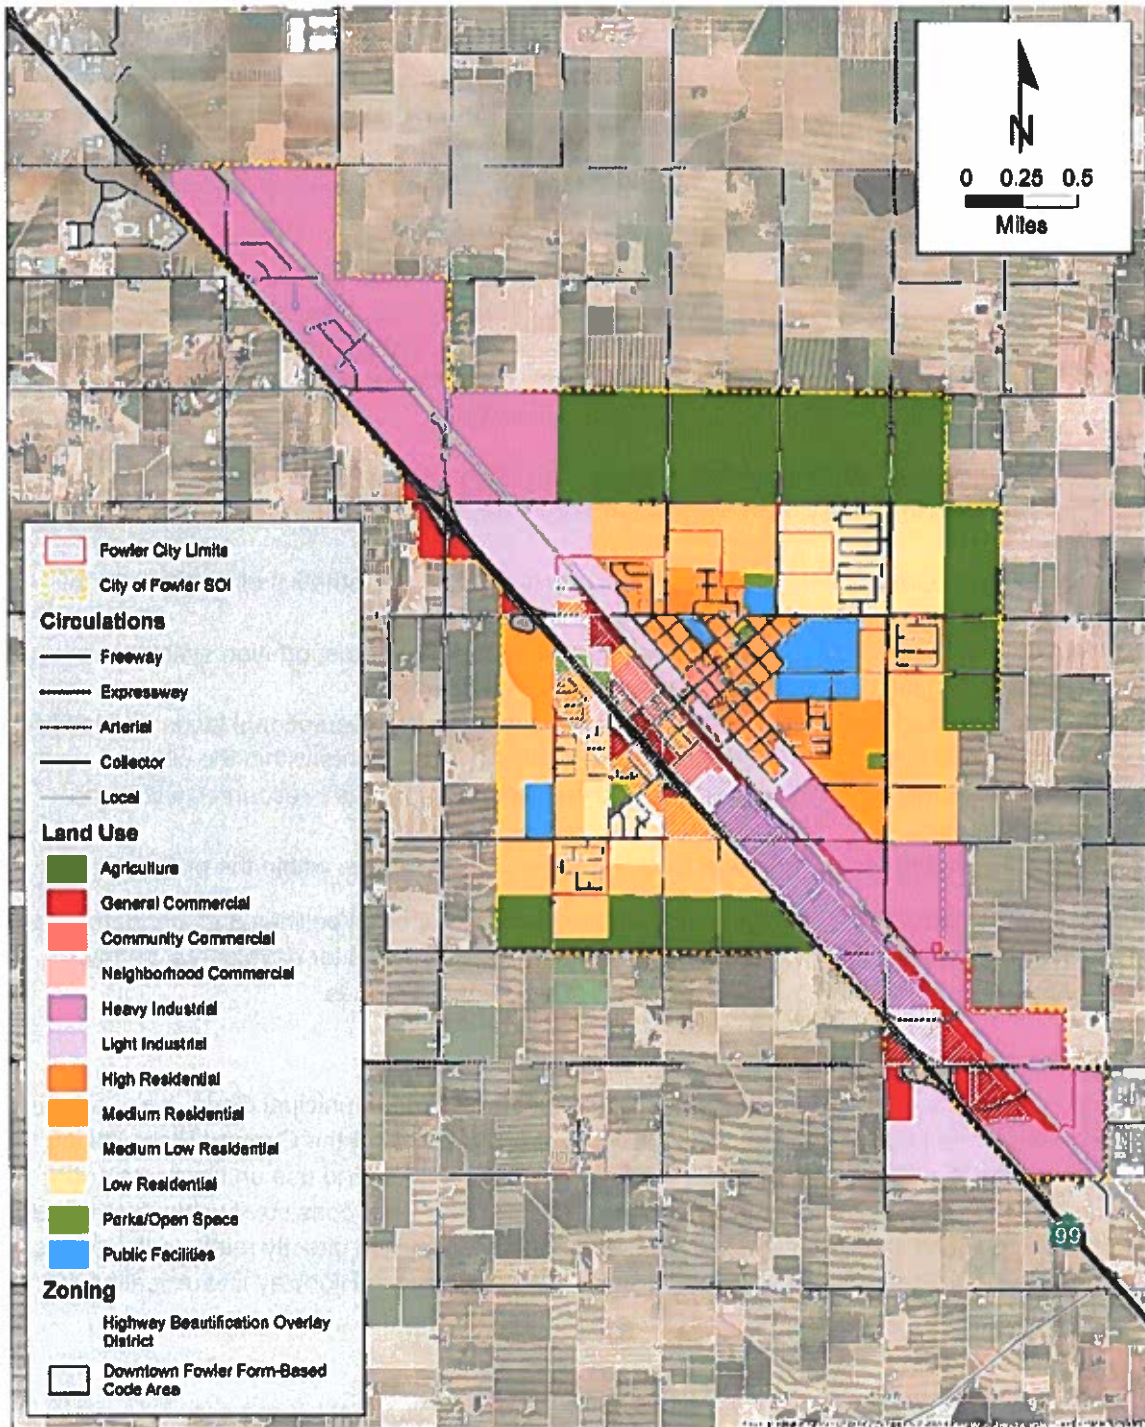 N
0 0.25 0.5
Miles
Fowler City Limits
City of Fowler SOI
Circulations
Freeway
Expressway
Arterial
Collector
Local
Land Use
Agriculture
General Commercial
Community Commercial
Neighborhood Commercial
Heavy Industrial
Light Industrial
High Residential
Medium Residential
Medium Low Residential
Low Residential
Parks/Open Space
Public Facilities
Zoning
Highway Beautification Overlay
District
Downtown Fowler Form-Based
Code Area
99